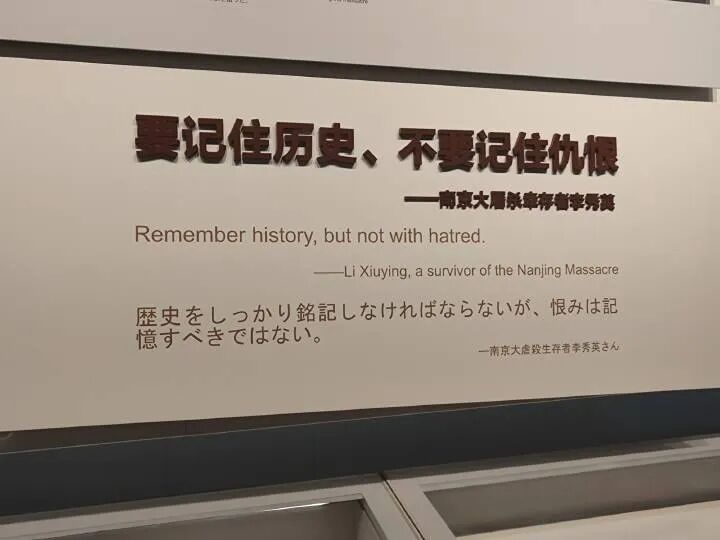 要记住历史、不要记住仇恨
——南京大屠杀幸存者李秀英
Remember history, but not with hatred.
——Li Xiuying, a survivor of the Nanjing Massacre
歴史をしっかり銘記しなければならないが、恨みは記
憶すべきではない。
—南京大虐殺生存者李秀英さん